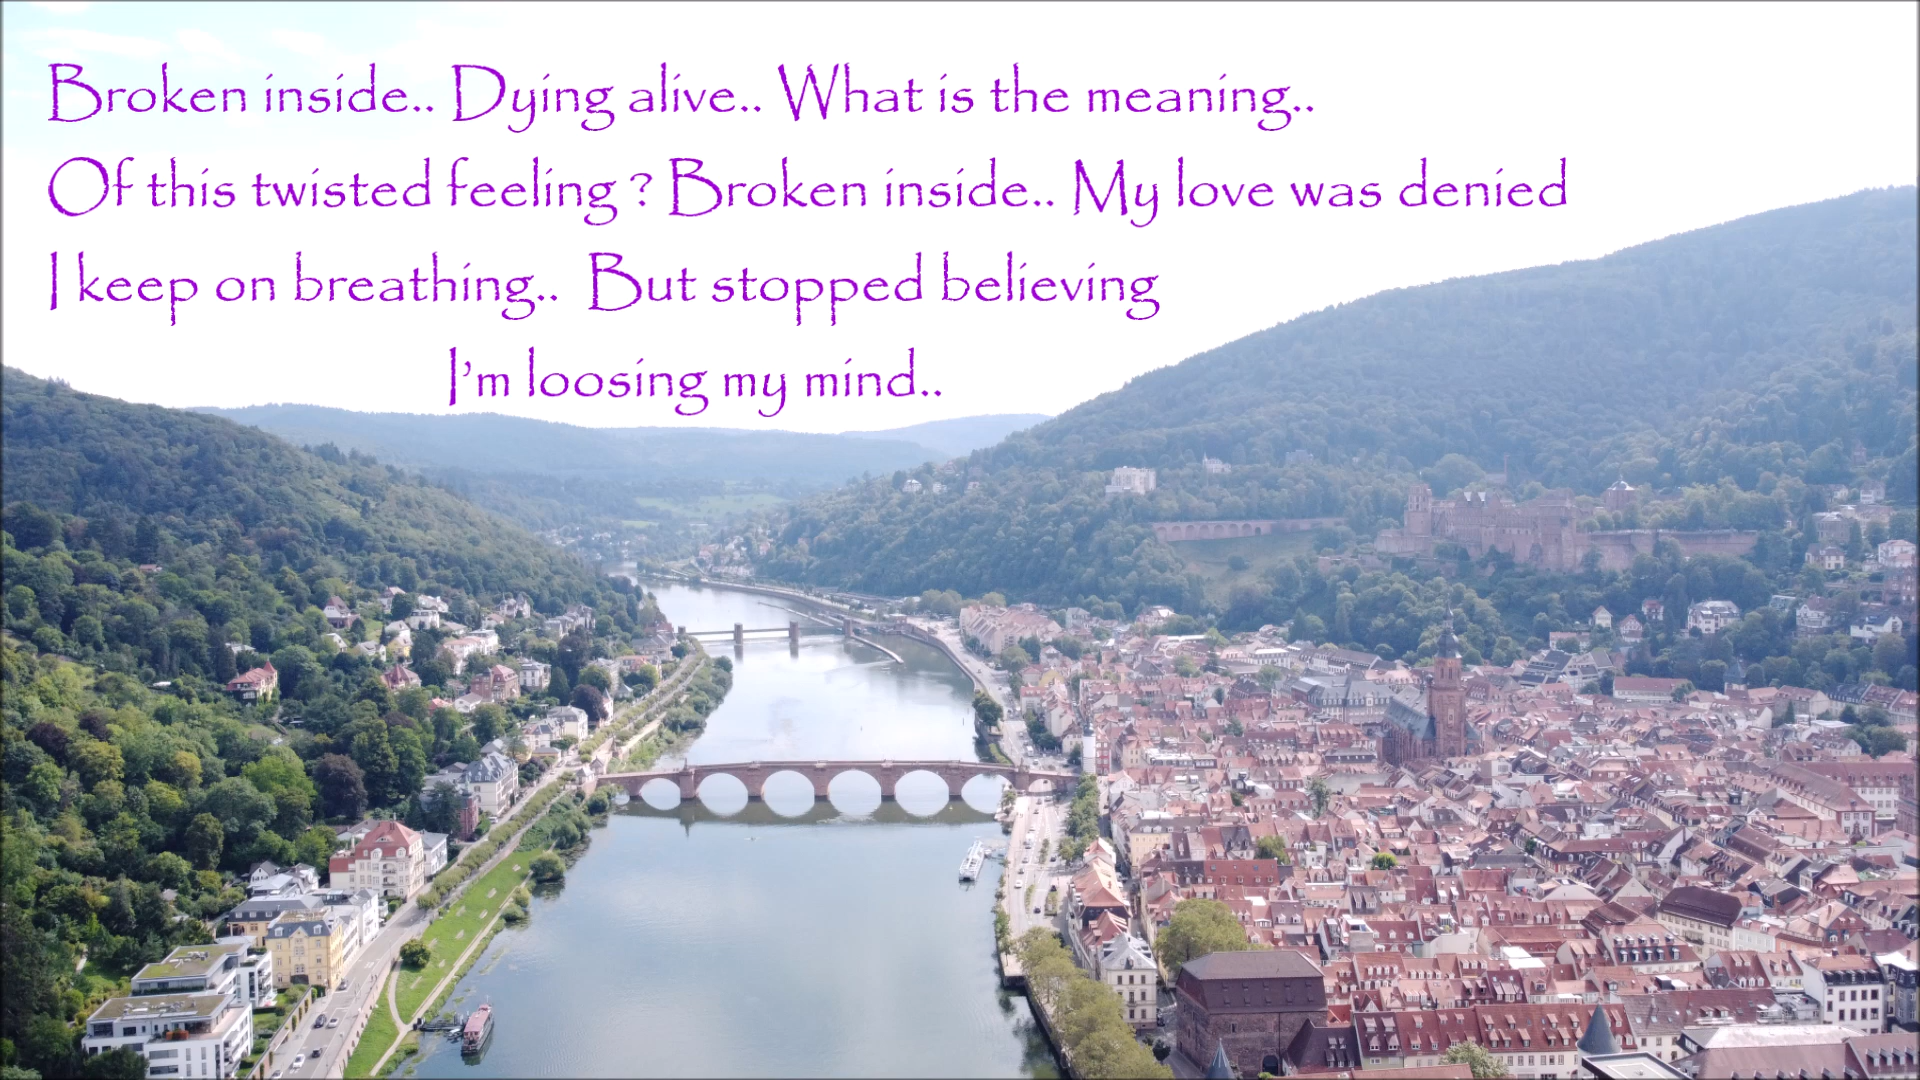 Broken inside.. Dying alive.. What is the meaning..
Of this twisted feeling ? Broken inside.. My love was denied
I keep on breathing..  But stopped believing
I'm loosing my mind..